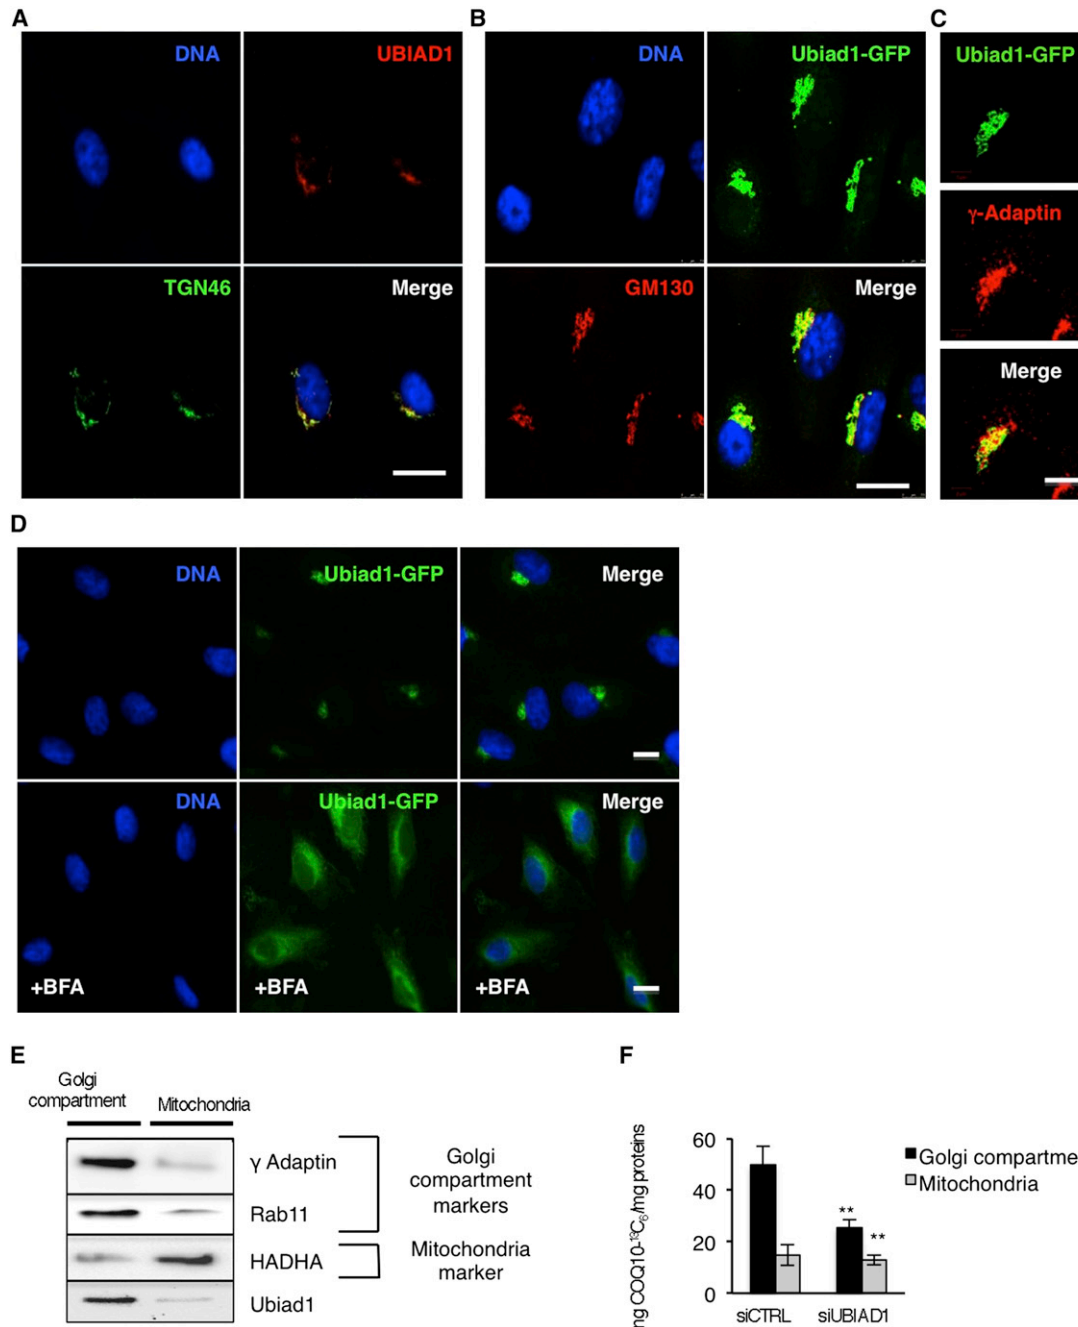 A
B
C
DNA
UBIAD1
TGN46
Merge
DNA
Ubiad1-GFP
GM130
Merge
Ubiad1-GFP
γ-Adaptin
Merge
D
DNA
Ubiad1-GFP
Merge
DNA
Ubiad1-GFP
Merge
+BFA
+BFA
+BFA
E
Golgi
compartment
Mitochondria
γ Adaptin
Rab11
HADHA
Ubiad1
Golgi
compartment
markers
Mitochondria
marker
F
ng COQ10-¹³C₆/mg proteins
60
40
20
0
**
**
siCTRL
siUBIAD1
Golgi compartme
Mitochondria